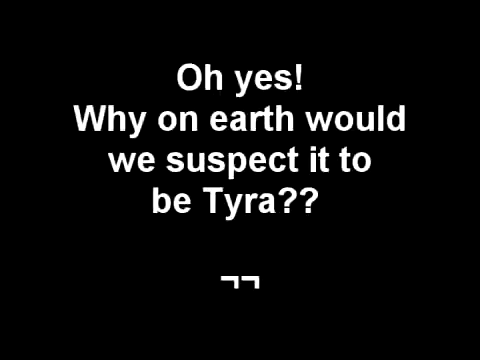 Oh yes!
Why on earth would
we suspect it to
be Tyra??
¬¬